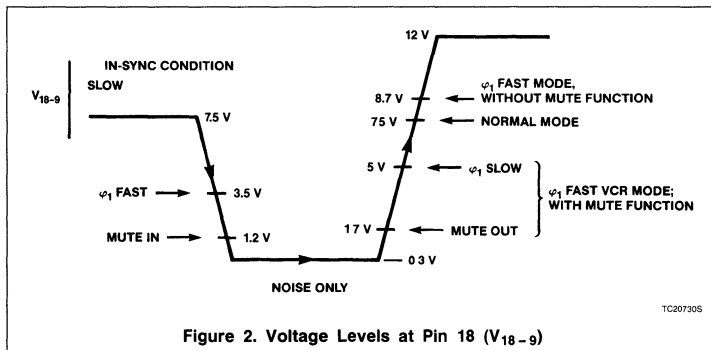 12 V
IN-SYNC CONDITION
SLOW
V18-9
7.5 V
φ1 FAST MODE,
WITHOUT MUTE FUNCTION
8.7 V
75 V
NORMAL MODE
5 V
φ1 SLOW
φ1 FAST VCR MODE;
WITH MUTE FUNCTION
φ1 FAST
3.5 V
MUTE IN
1.2 V
17 V
MUTE OUT
03 V
NOISE ONLY
TC20730S
Figure 2. Voltage Levels at Pin 18 (V18-9)